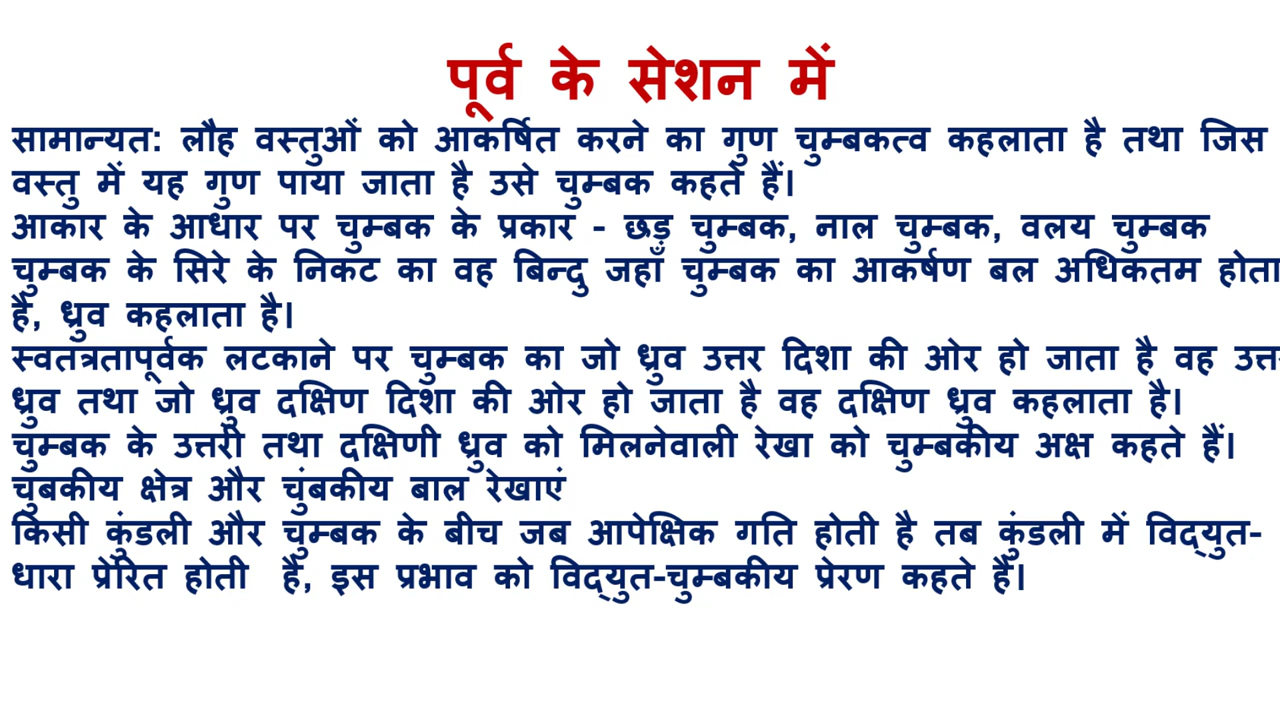 पूर्व के सेशन में
सामान्यत: लौह वस्तुओं को आकर्षित करने का गुण चुम्बकत्व कहलाता है तथा जिस
वस्तु में यह गुण पाया जाता है उसे चुम्बक कहते हैं।
आकार के आधार पर चुम्बक के प्रकार - छड़ चुम्बक, नाल चुम्बक, वलय चुम्बक
चुम्बक के सिरे के निकट का वह बिन्दु जहाँ चुम्बक का आकर्षण बल अधिकतम होता
है, ध्रुव कहलाता है।
स्वतत्रतापूर्वक लटकाने पर चुम्बक का जो ध्रुव उत्तर दिशा की ओर हो जाता है वह
ध्रुव तथा जो ध्रुव दक्षिण दिशा की ओर हो जाता है वह दक्षिण ध्रुव कहलाता है।
चुम्बक के उत्तरी तथा दक्षिणी ध्रुव को मिलनेवाली रेखा को चुम्बकीय अक्ष कहते हैं।
चुबकीय क्षेत्र और चुंबकीय बाल रेखाएं
किसी कुंडली और चुम्बक के बीच जब आपेक्षिक गति होती है तब कुंडली में विद्युत-
धारा प्रेरित होती है, इस प्रभाव को विद्युत-चुम्बकीय प्रेरण कहते हैं।